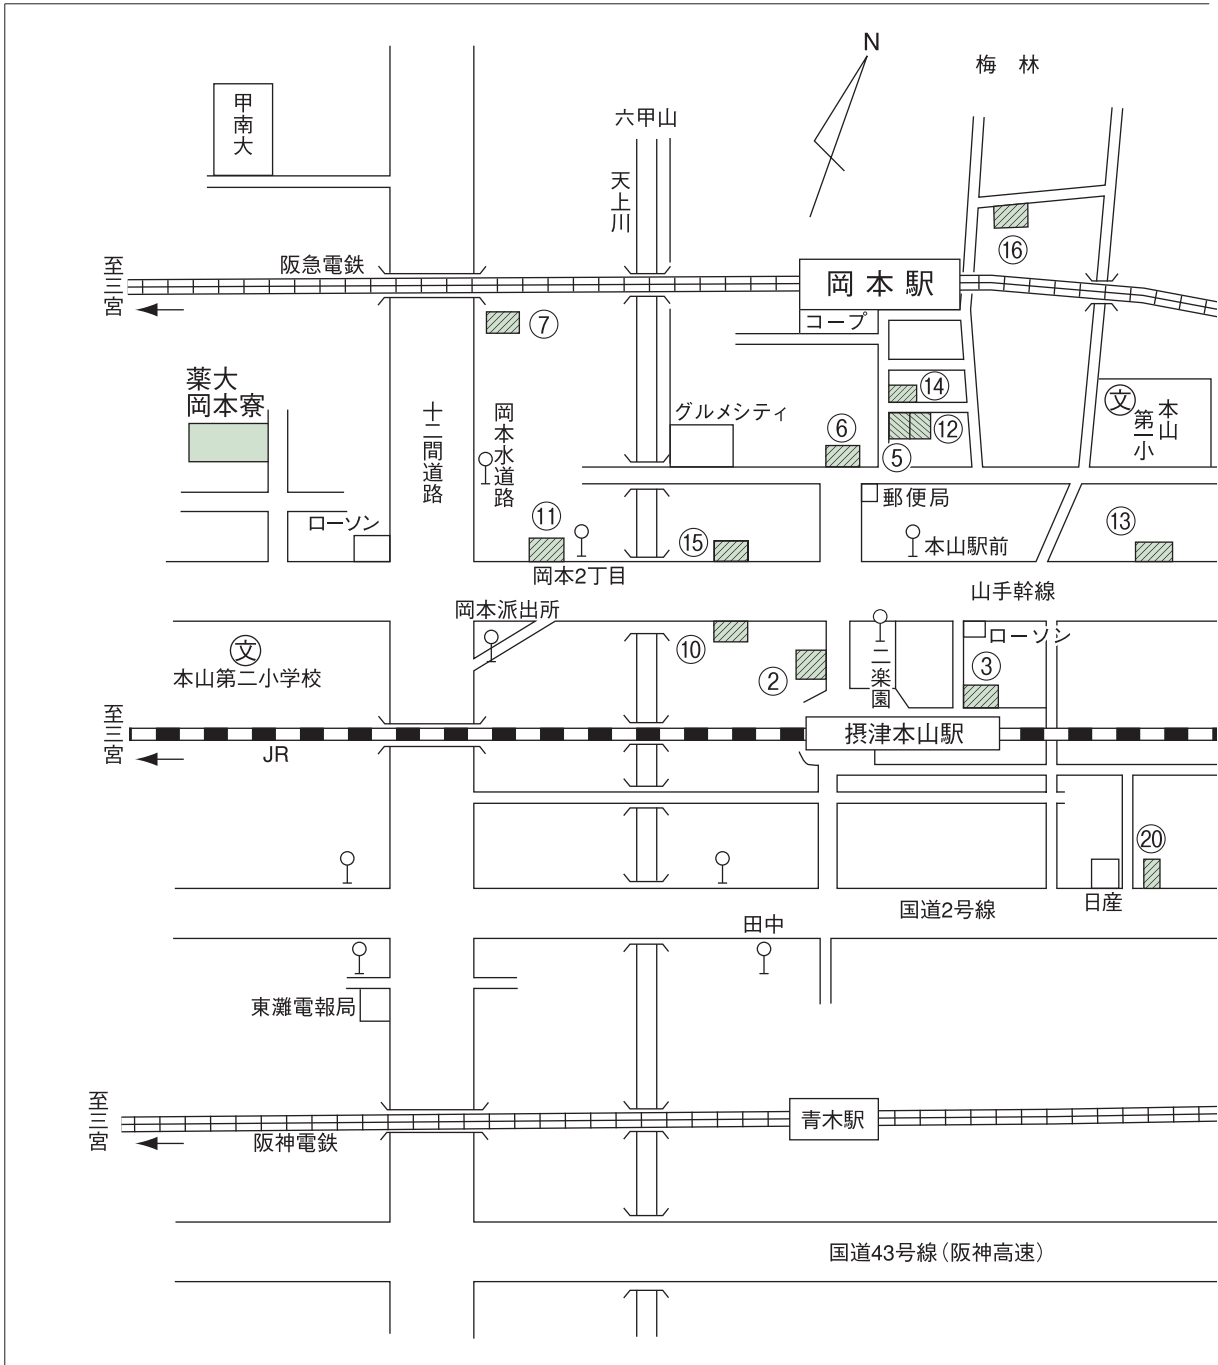 N
梅 林
甲南大
六甲山
天上川
⑯
至三宮
阪急電鉄
岡本駅
コープ
⑦
薬大
岡本寮
十二間道路
岡本水道路
グルメシティ
⑭
⑥
⑫
⑤
文
本山
第一小
郵便局
ローソン
⑪
⑮
本山駅前
⑬
岡本2丁目
山手幹線
岡本派出所
文
本山第二小学校
⑩
②
二楽園
ローソン
③
至三宮
JR
摂津本山駅
⑳
日産
国道2号線
田中
東灘電報局
至三宮
阪神電鉄
青木駅
国道43号線(阪神高速)